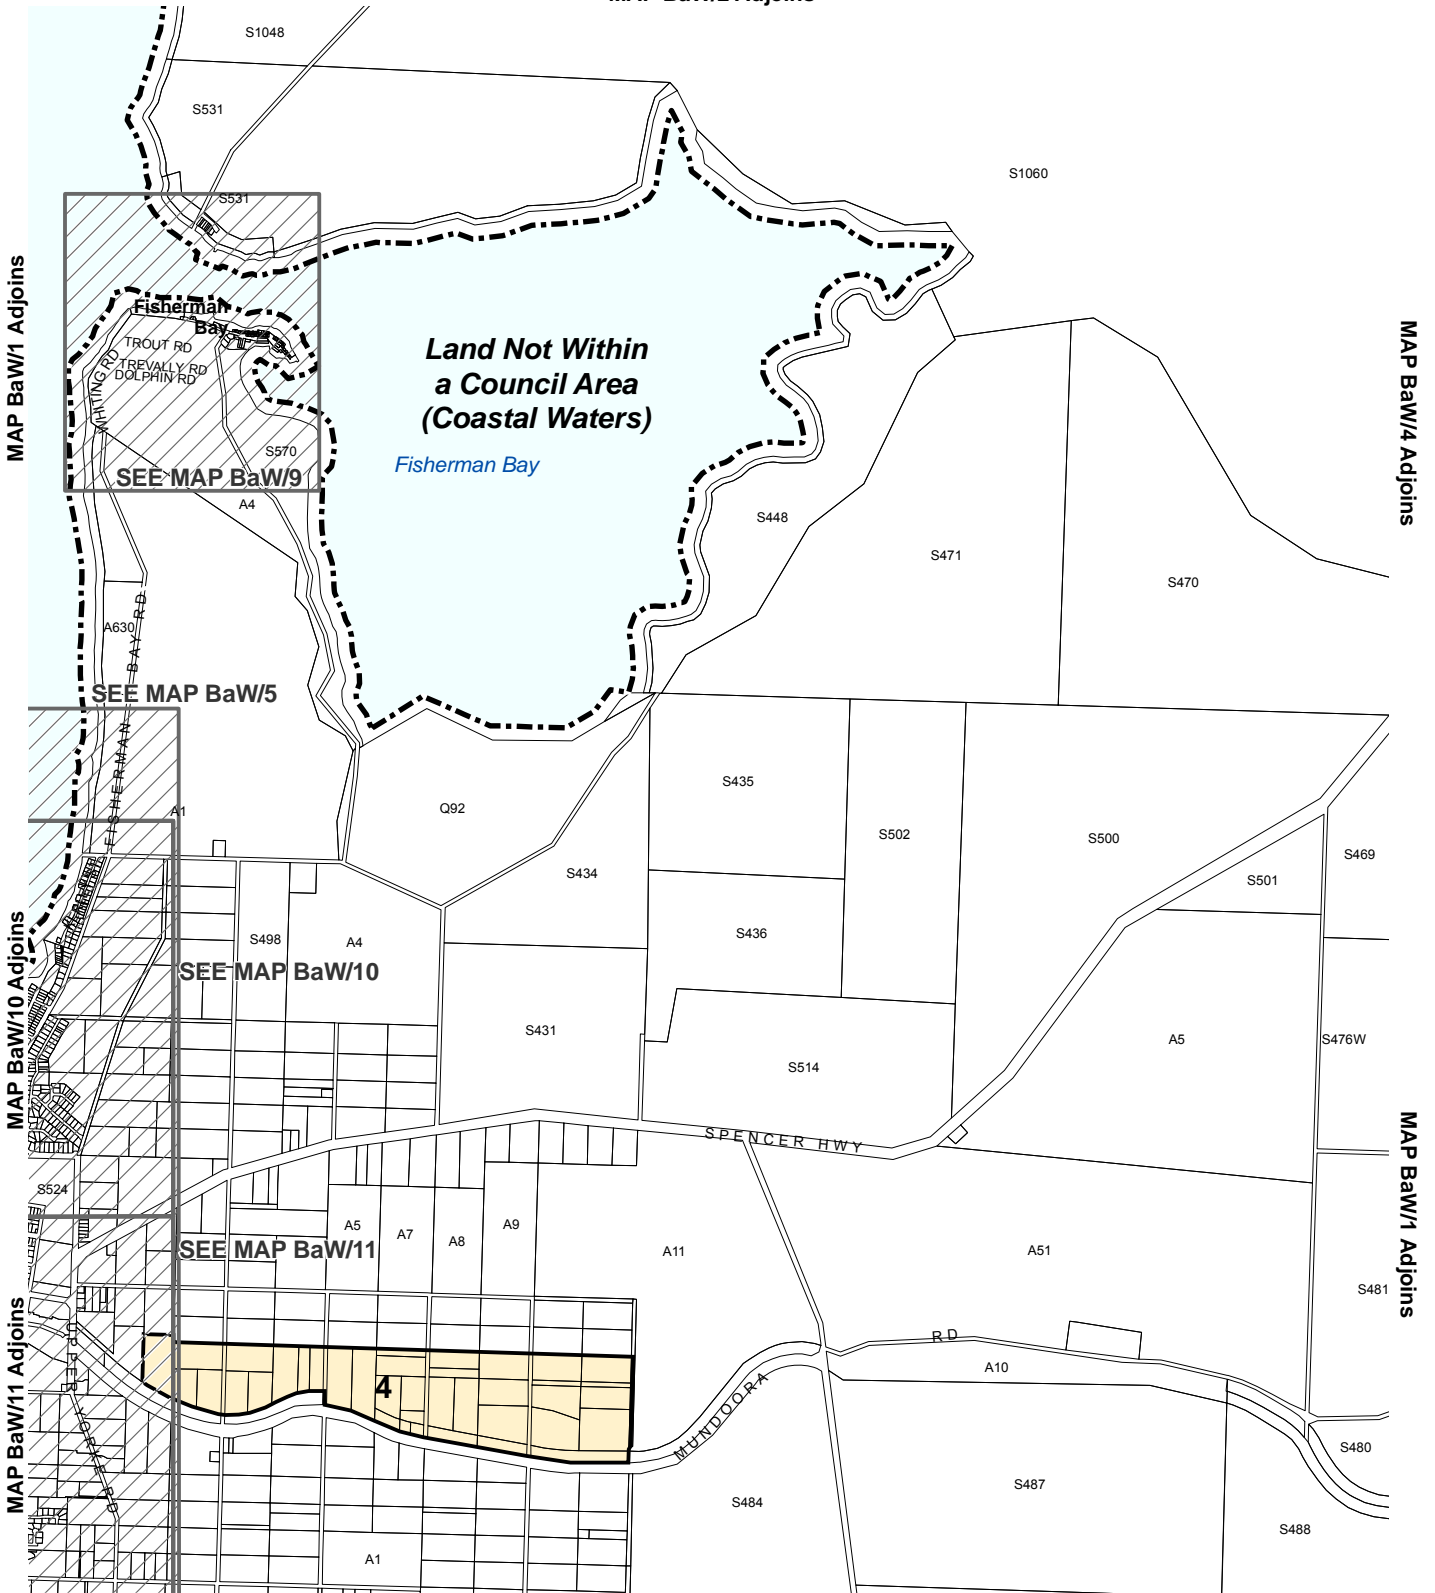 S1048
S531
S1060
S531
MAP BaW/1 Adjoins
Fisherman
Bay
TROUT RD
TREVALLY RD
DOLPHIN RD
WHITING RD
Land Not Within
a Council Area
(Coastal Waters)
Fisherman Bay
MAP BaW/4 Adjoins
S570
SEE MAP BaW/9
A4
S448
S471
S470
A630
FISHERMAN BAY RD
SEE MAP BaW/5
A1
Q92
S435
S502
S500
S434
S469
S501
S498
A4
S436
SEE MAP BaW/10
MAP BaW/10 Adjoins
S431
S514
A5
S476W
SPENCER HWY
S524
A5
A7
A8
A9
A11
A51
SEE MAP BaW/11
MAP BaW/1 Adjoins
S481
MAP BaW/11 Adjoins
UPPER YORKE RD
4
MUNDOORA RD
A10
S480
S484
S487
S488
A1